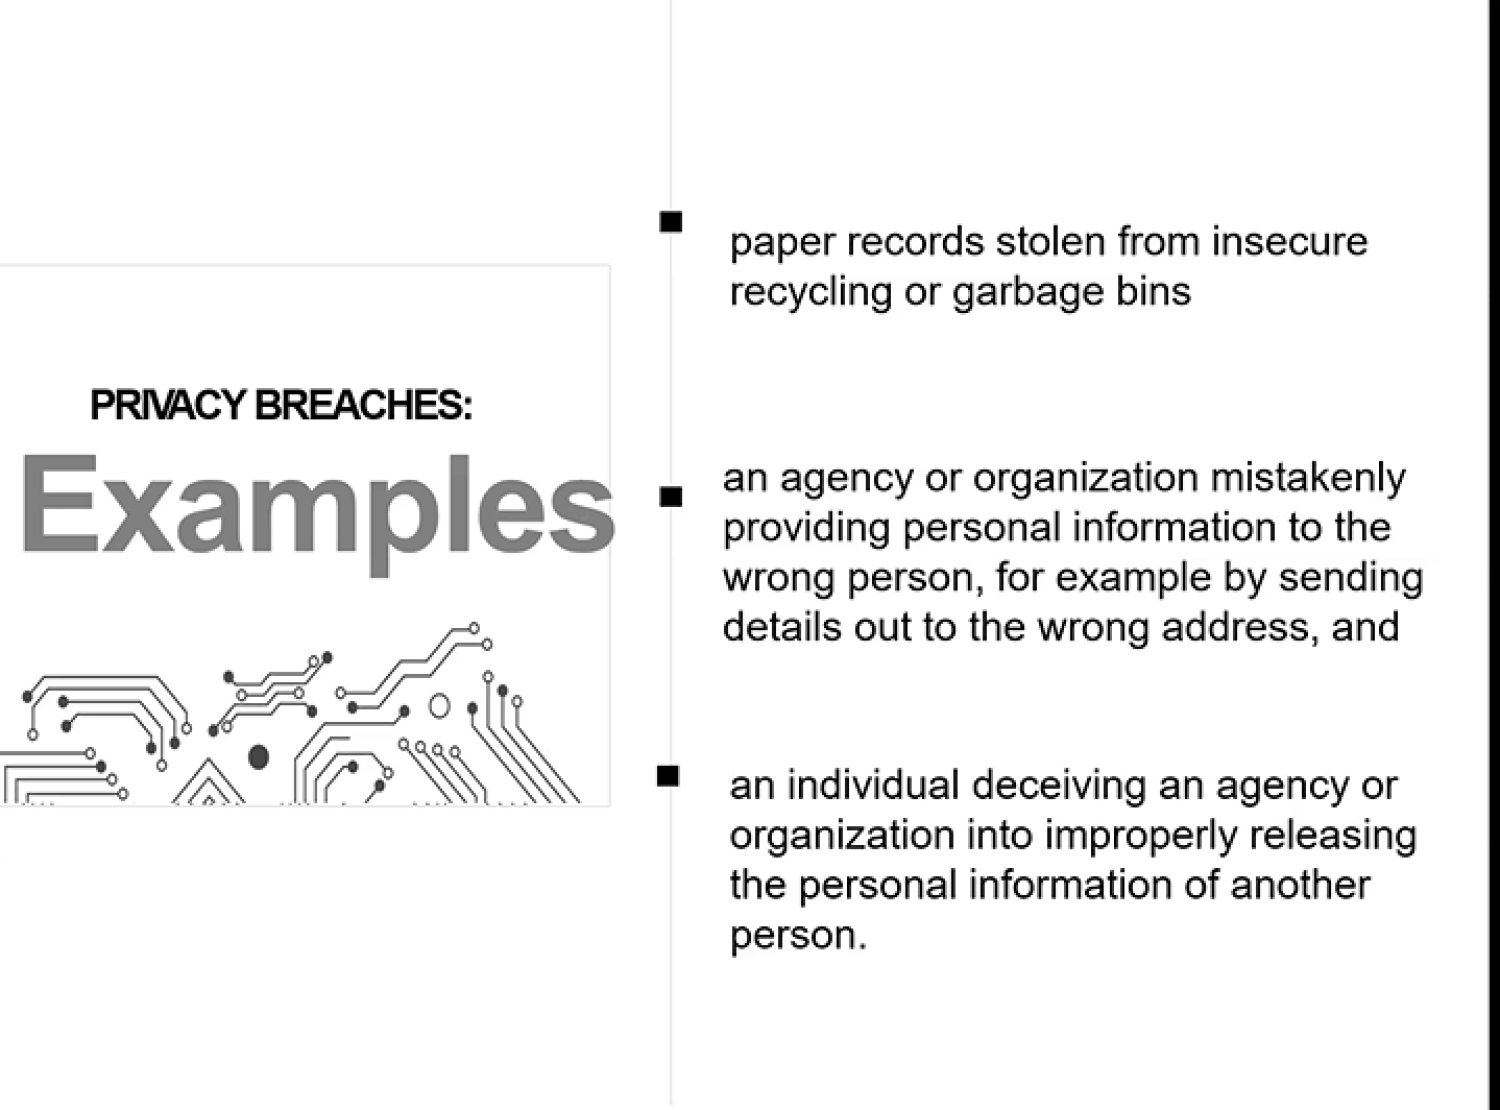 PRIVACY BREACHES:
Examples
paper records stolen from insecure
recycling or garbage bins
an agency or organization mistakenly
providing personal information to the
wrong person, for example by sending
details out to the wrong address, and
an individual deceiving an agency or
organization into improperly releasing
the personal information of another
person.